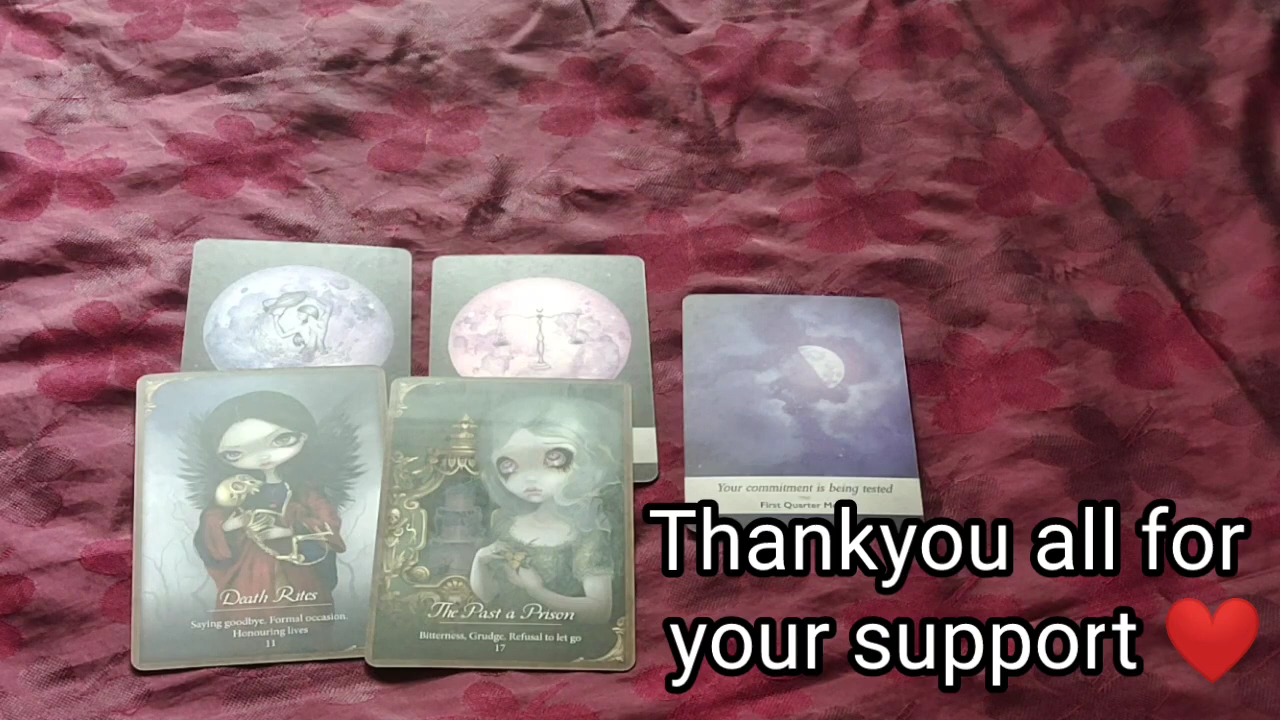 Your commitment is being tested
First Quarter
Death Rites
Saying goodbye, Formal occasion,
Honouring lives
11
The Past a Prison
Bitterness, Grudge, Refusal to let go
17
Thankyou all for
your support ❤️